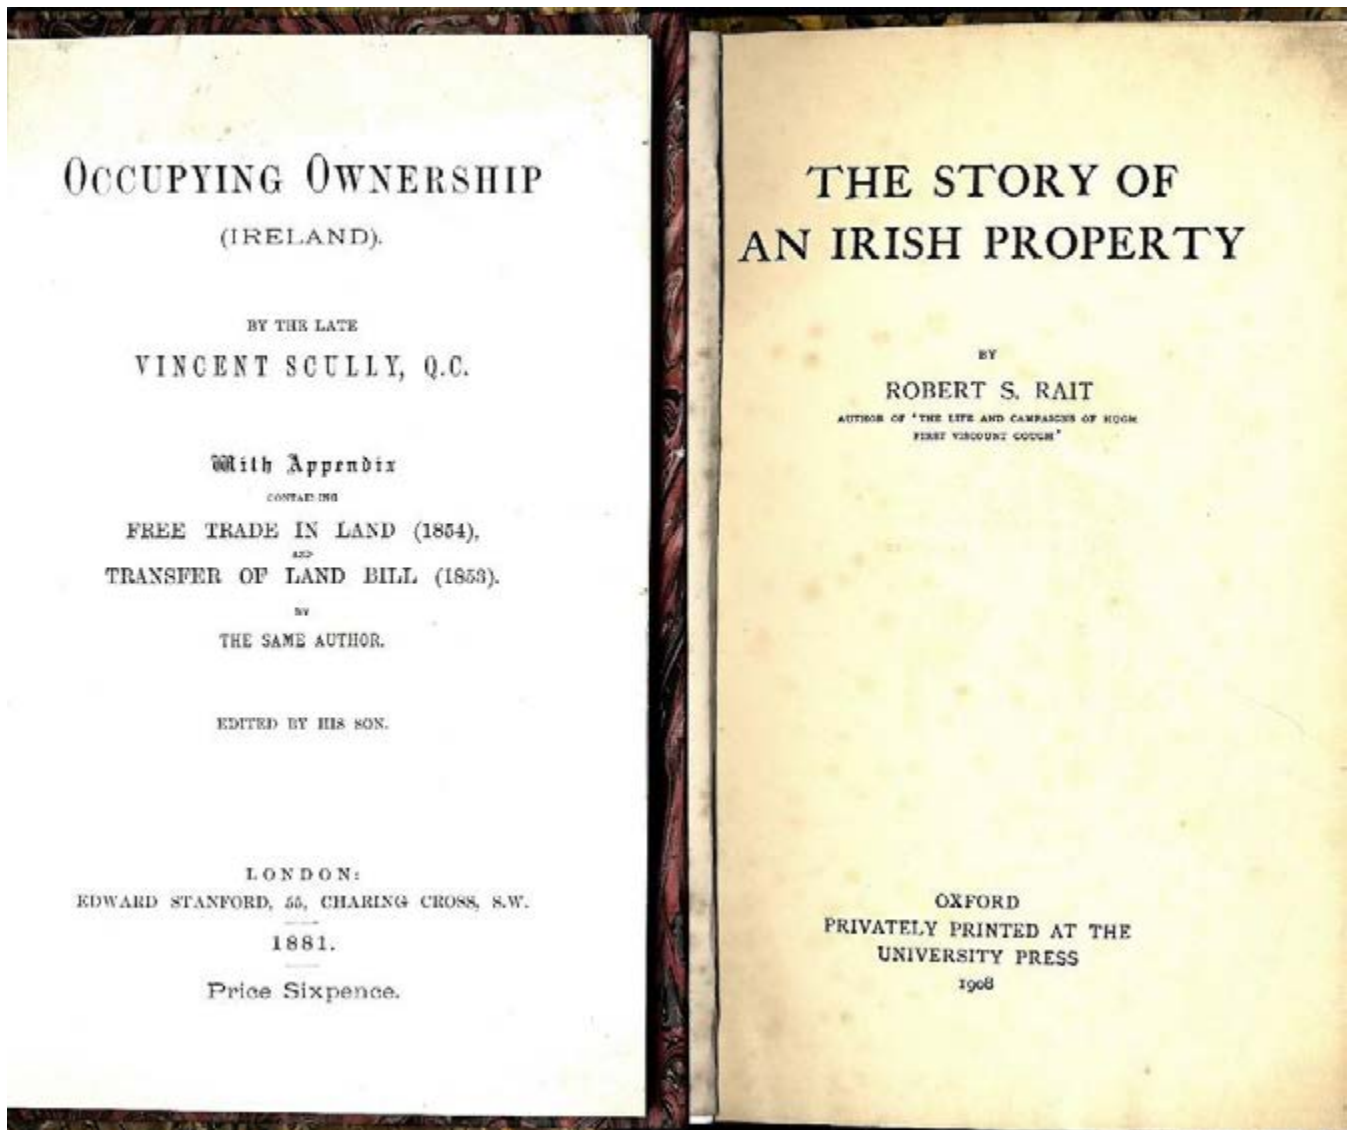 OCCUPYING OWNERSHIP
(IRELAND).
BY THE LATE
VINCENT SCULLY, Q.C.
With Appendix
CONTAINING
FREE TRADE IN LAND (1854),
AND
TRANSFER OF LAND BILL (1853).
BY
THE SAME AUTHOR.
EDITED BY HIS SON.
LONDON:
EDWARD STANFORD, 55, CHARING CROSS, S.W.
1881.
Price Sixpence.
THE STORY OF
AN IRISH PROPERTY
BY
ROBERT S. RAIT
AUTHOR OF 'THE LIFE AND CAMPAIGNS OF HUGH
FIRST VISCOUNT GOUGH'
OXFORD
PRIVATELY PRINTED AT THE
UNIVERSITY PRESS
1908